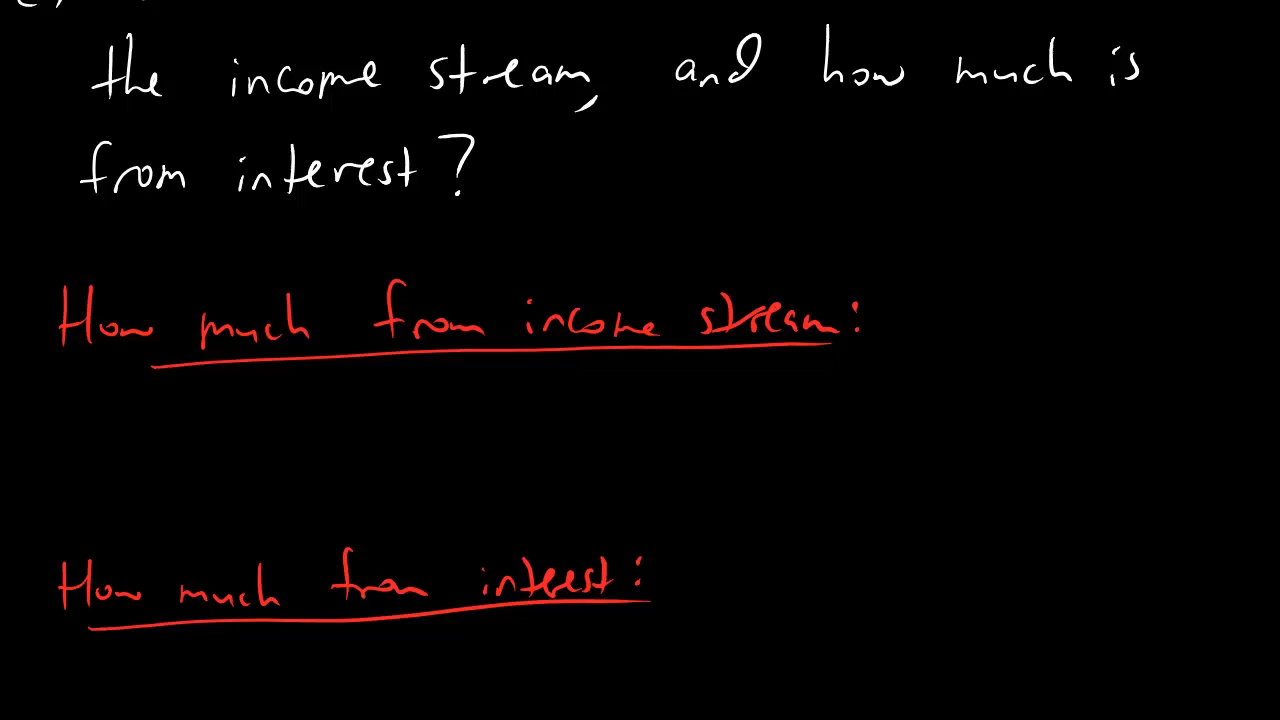 the income stream, and how much is
from interest?
How much from income stream:
How much from interest: